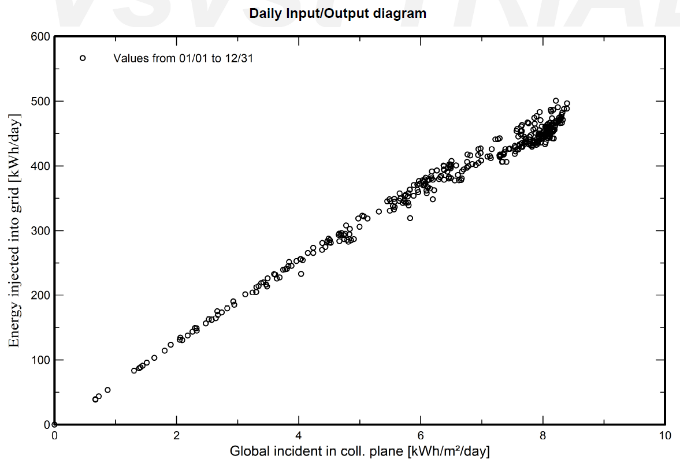 Daily Input/Output diagram
Values from 01/01 to 12/31
Energy injected into grid [kWh/day]
600
500
400
300
200
100
0
0 2 4 6 8 10
Global incident in coll. plane [kWh/m²/day]